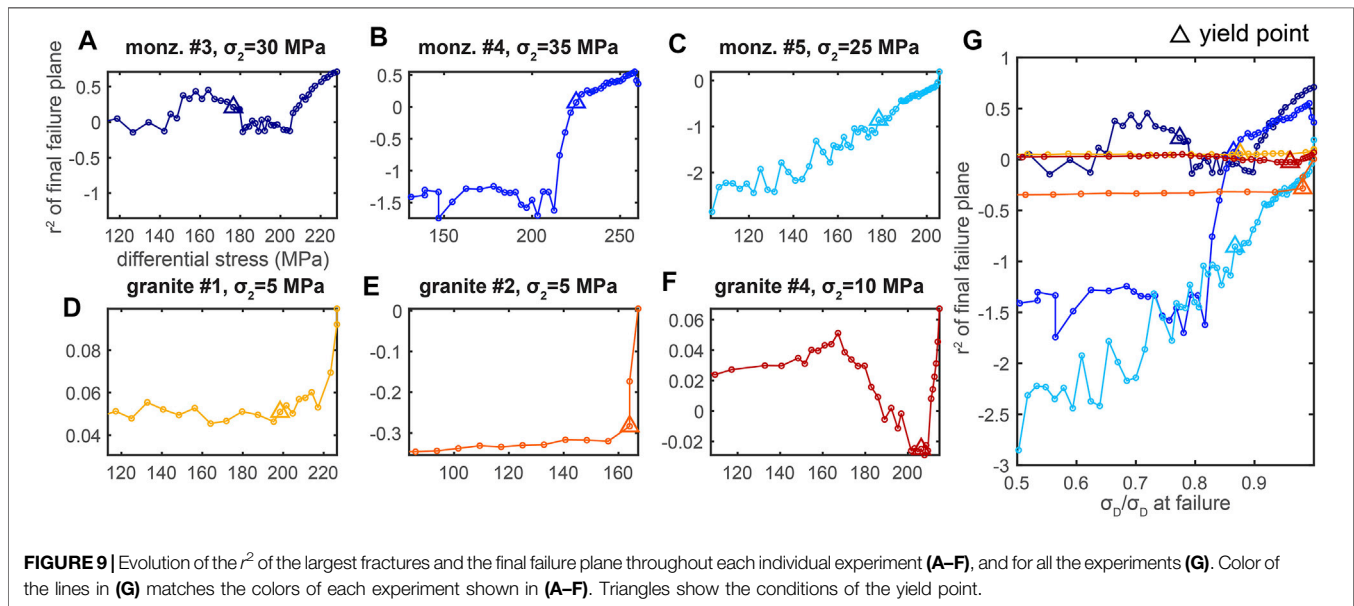 A
monz. #3, σ2=30 MPa
r² of final failure plane
0.5
0
-0.5
-1
120 140 160 180 200 220
differential stress (MPa)
B
monz. #4, σ2=35 MPa
0.5
0
-0.5
-1
-1.5
150 200 250
C
monz. #5, σ2=25 MPa
0
-1
-2
120 140 160 180 200
D
granite #1, σ2=5 MPa
0.08
0.06
0.04
120 140 160 180 200 220
E
granite #2, σ2=5 MPa
0
-0.1
-0.2
-0.3
100 120 140 160
F
granite #4, σ2=10 MPa
0.06
0.04
0.02
0
-0.02
120 140 160 180 200
G
△ yield point
r² of final failure plane
1
0.5
0
-0.5
-1
-1.5
-2
-2.5
-3
0.5 0.6 0.7 0.8 0.9
σD/σD at failure
FIGURE 9 | Evolution of the r² of the largest fractures and the final failure plane throughout each individual experiment (A–F), and for all the experiments (G). Color of
the lines in (G) matches the colors of each experiment shown in (A–F). Triangles show the conditions of the yield point.